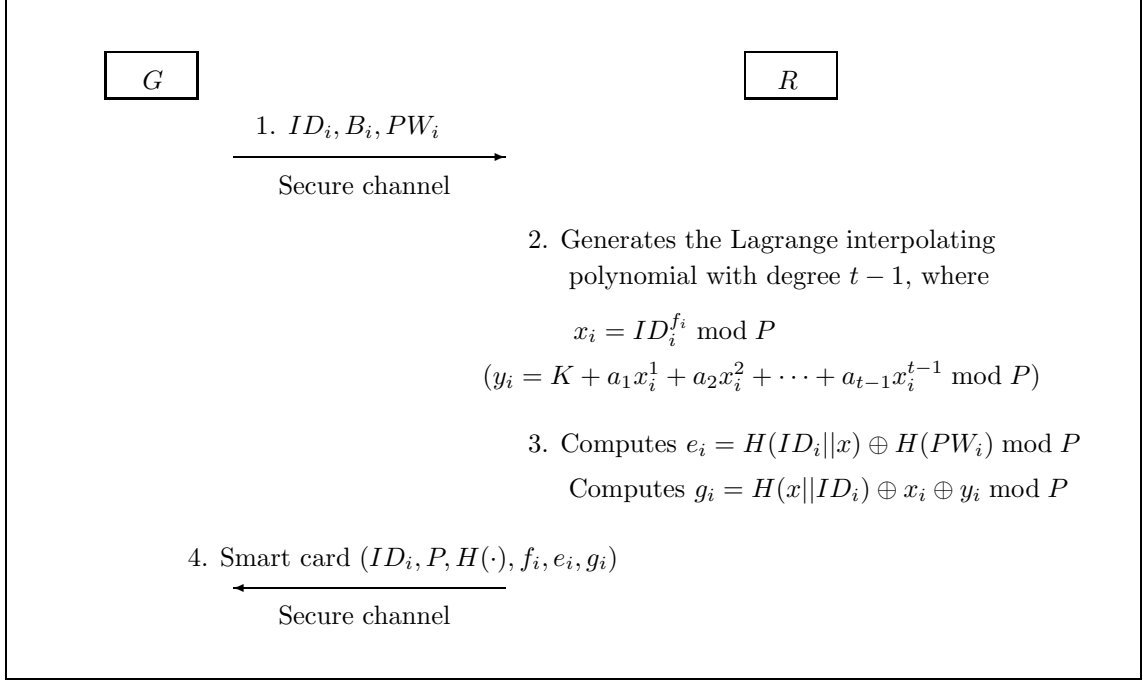 G
R
1. ID_i, B_i, PW_i
Secure channel
2. Generates the Lagrange interpolating
polynomial with degree t − 1, where
x_i = ID_i^{f_i} mod P
(y_i = K + a_1x_i^1 + a_2x_i^2 + · · · + a_{t−1}x_i^{t−1} mod P)
3. Computes e_i = H(ID_i||x) ⊕ H(PW_i) mod P
Computes g_i = H(x||ID_i) ⊕ x_i ⊕ y_i mod P
4. Smart card (ID_i, P, H(·), f_i, e_i, g_i)
Secure channel